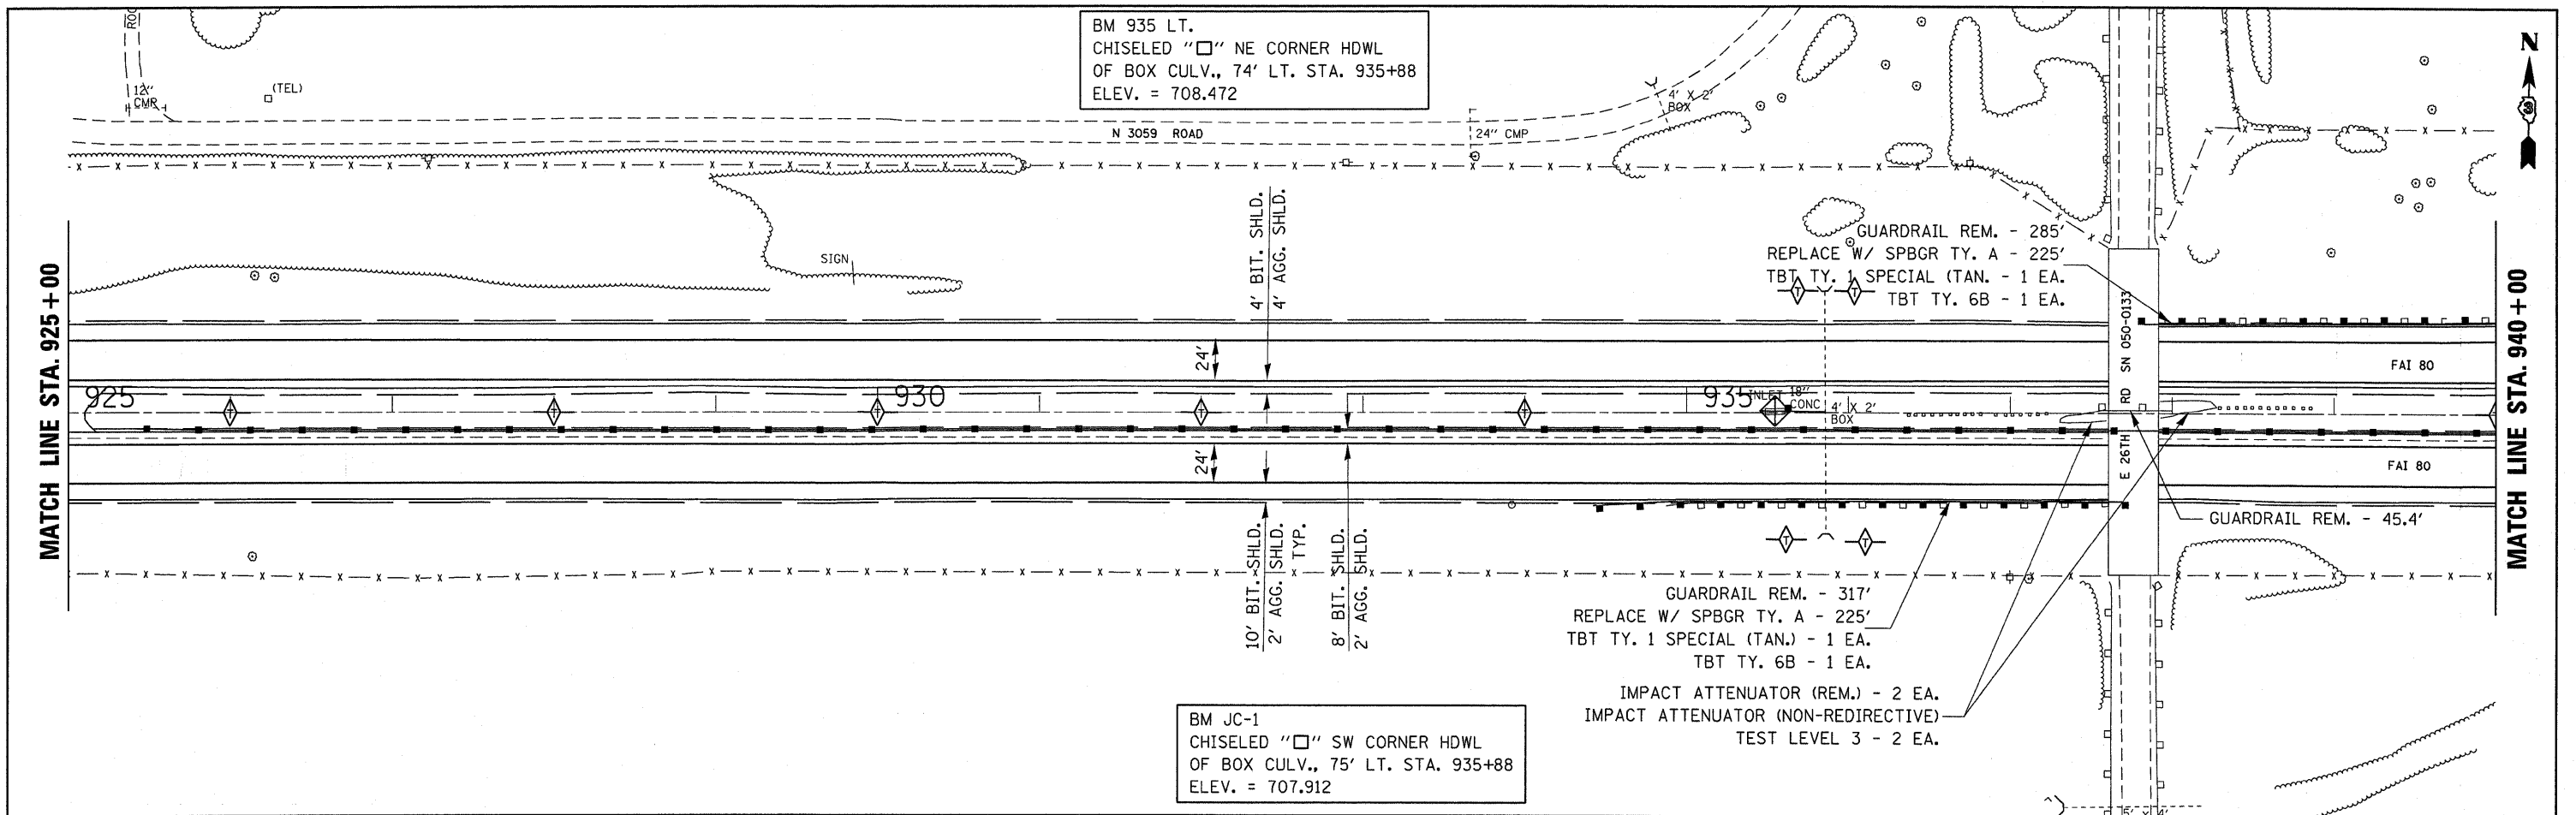 BM 935 LT.
CHISELED "□" NE CORNER HDWL
OF BOX CULV., 74' LT. STA. 935+88
ELEV. = 708.472
N
3
12"
CMR
(TEL)
4' X 2'
BOX
N 3059 ROAD
24" CMP
SIGN
4' BIT. SHLD.
4' AGG. SHLD.
GUARDRAIL REM. - 285'
REPLACE W/ SPBGR TY. A - 225'
TBT TY. 1 SPECIAL (TAN. - 1 EA.
TBT TY. 6B - 1 EA.
MATCH LINE STA. 925+00
MATCH LINE STA. 940+00
E 26TH RD SN 050-0133
24'
FAI 80
925
930
935
INLET 18"
CONC
4' X 2'
BOX
24'
FAI 80
GUARDRAIL REM. - 45.4'
10' BIT. SHLD.
2' AGG. SHLD.
TYP.
8' BIT. SHLD.
2' AGG. SHLD.
GUARDRAIL REM. - 317'
REPLACE W/ SPBGR TY. A - 225'
TBT TY. 1 SPECIAL (TAN.) - 1 EA.
TBT TY. 6B - 1 EA.
IMPACT ATTENUATOR (REM.) - 2 EA.
IMPACT ATTENUATOR (NON-REDIRECTIVE)
TEST LEVEL 3 - 2 EA.
BM JC-1
CHISELED "□" SW CORNER HDWL
OF BOX CULV., 75' LT. STA. 935+88
ELEV. = 707.912